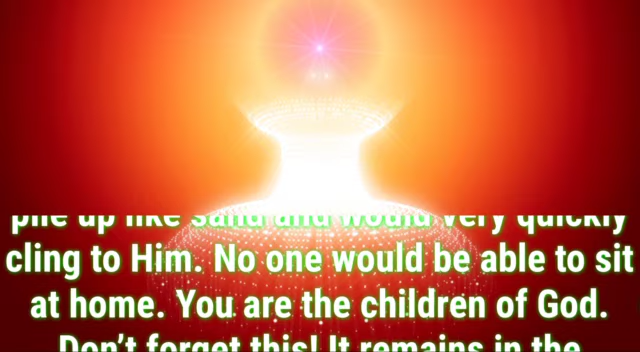 pile up like sand and would very quickly
cling to Him. No one would be able to sit
at home. You are the children of God.
Don't forget this! It remains in the